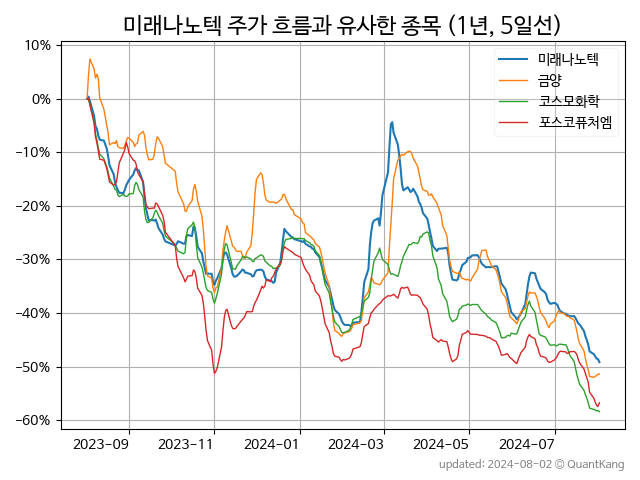 미래나노텍 주가 흐름과 유사한 종목 (1년, 5일선)
10%
0%
−10%
−20%
−30%
−40%
−50%
−60%
미래나노텍
금양
코스모화학
포스코퓨처엠
2023-09
2023-11
2024-01
2024-03
2024-05
2024-07
updated: 2024-08-02 © QuantKang